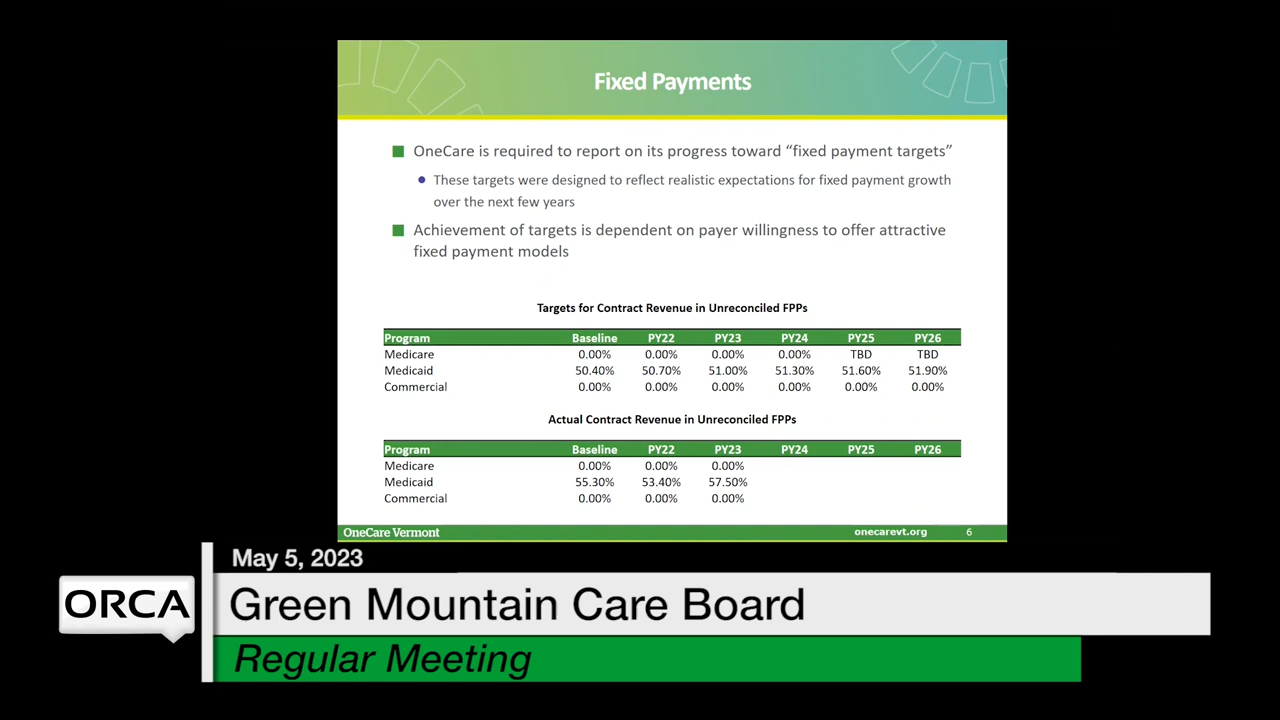 Fixed Payments
OneCare is required to report on its progress toward “fixed payment targets”
These targets were designed to reflect realistic expectations for fixed payment growth
over the next few years
Achievement of targets is dependent on payer willingness to offer attractive
fixed payment models
Targets for Contract Revenue in Unreconciled FPPs
Program Baseline PY22 PY23 PY24 PY25 PY26
Medicare 0.00% 0.00% 0.00% 0.00% TBD TBD
Medicaid 50.40% 50.70% 51.00% 51.30% 51.60% 51.90%
Commercial 0.00% 0.00% 0.00% 0.00% 0.00% 0.00%
Actual Contract Revenue in Unreconciled FPPs
Program Baseline PY22 PY23 PY24 PY25 PY26
Medicare 0.00% 0.00% 0.00%
Medicaid 55.30% 53.40% 57.50%
Commercial 0.00% 0.00% 0.00%
OneCare Vermont onecarevt.org 6
May 5, 2023
ORCA
Green Mountain Care Board
Regular Meeting